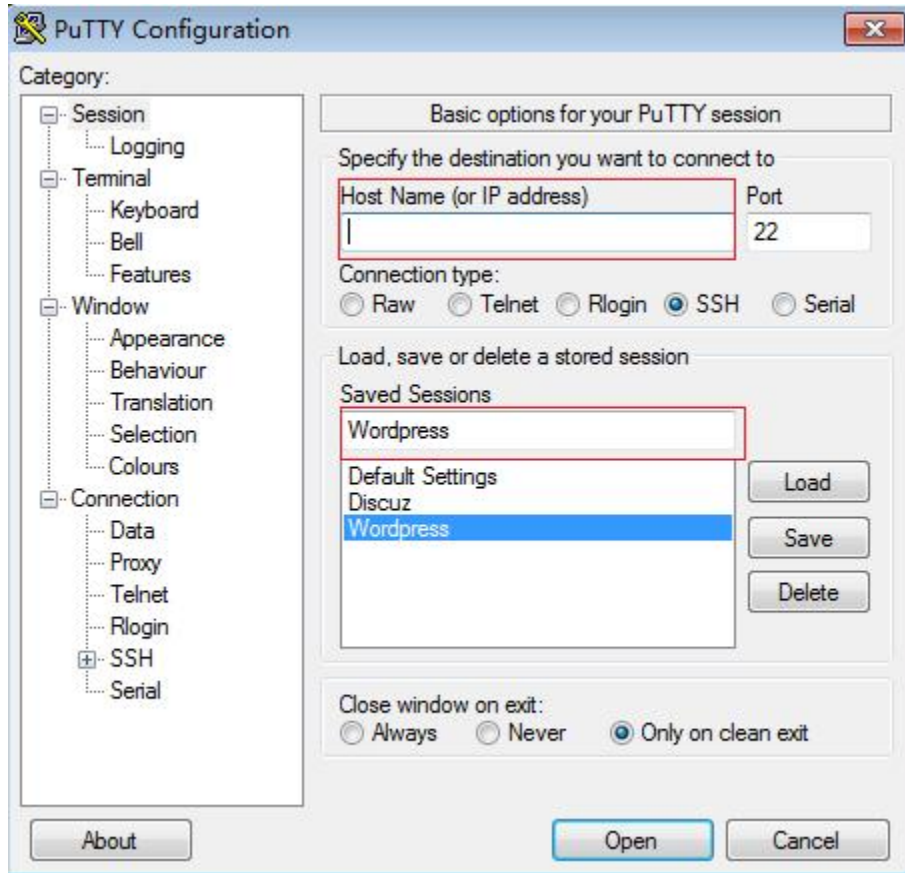 PuTTY Configuration
Category:
Session
Logging
Terminal
Keyboard
Bell
Features
Window
Appearance
Behaviour
Translation
Selection
Colours
Connection
Data
Proxy
Telnet
Rlogin
SSH
Serial
Basic options for your PuTTY session
Specify the destination you want to connect to
Host Name (or IP address) Port
22
Connection type:
Raw Telnet Rlogin SSH Serial
Load, save or delete a stored session
Saved Sessions
Wordpress
Default Settings
Discuz
Wordpress
Load
Save
Delete
Close window on exit:
Always Never Only on clean exit
About Open Cancel